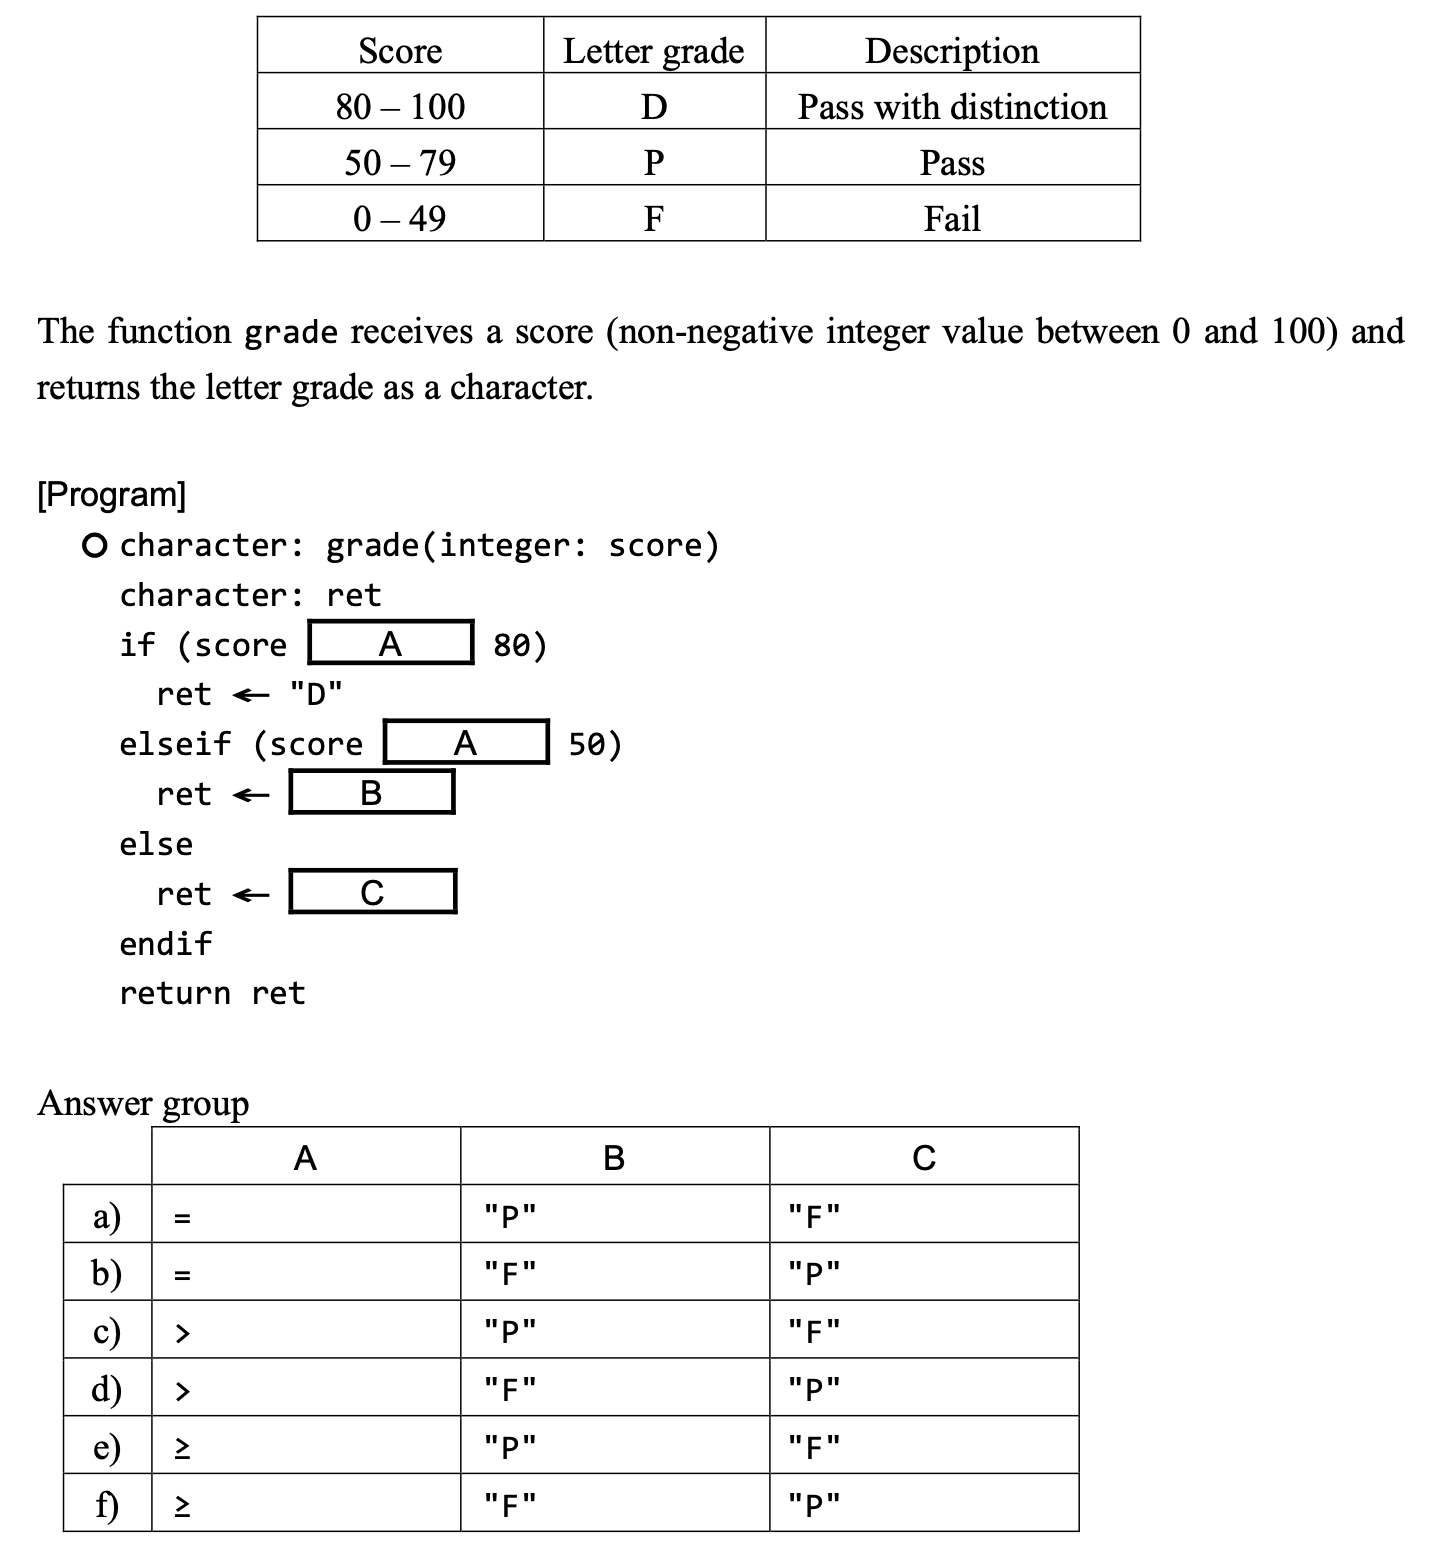 Score Letter grade Description
80 – 100 D Pass with distinction
50 – 79 P Pass
0 – 49 F Fail
The function grade receives a score (non-negative integer value between 0 and 100) and
returns the letter grade as a character.
[Program]
○ character: grade(integer: score)
character: ret
if (score A 80)
ret ← "D"
elseif (score A 50)
ret ← B
else
ret ← C
endif
return ret
Answer group
A B C
a) = "P" "F"
b) = "F" "P"
c) > "P" "F"
d) > "F" "P"
e) ≥ "P" "F"
f) ≥ "F" "P"